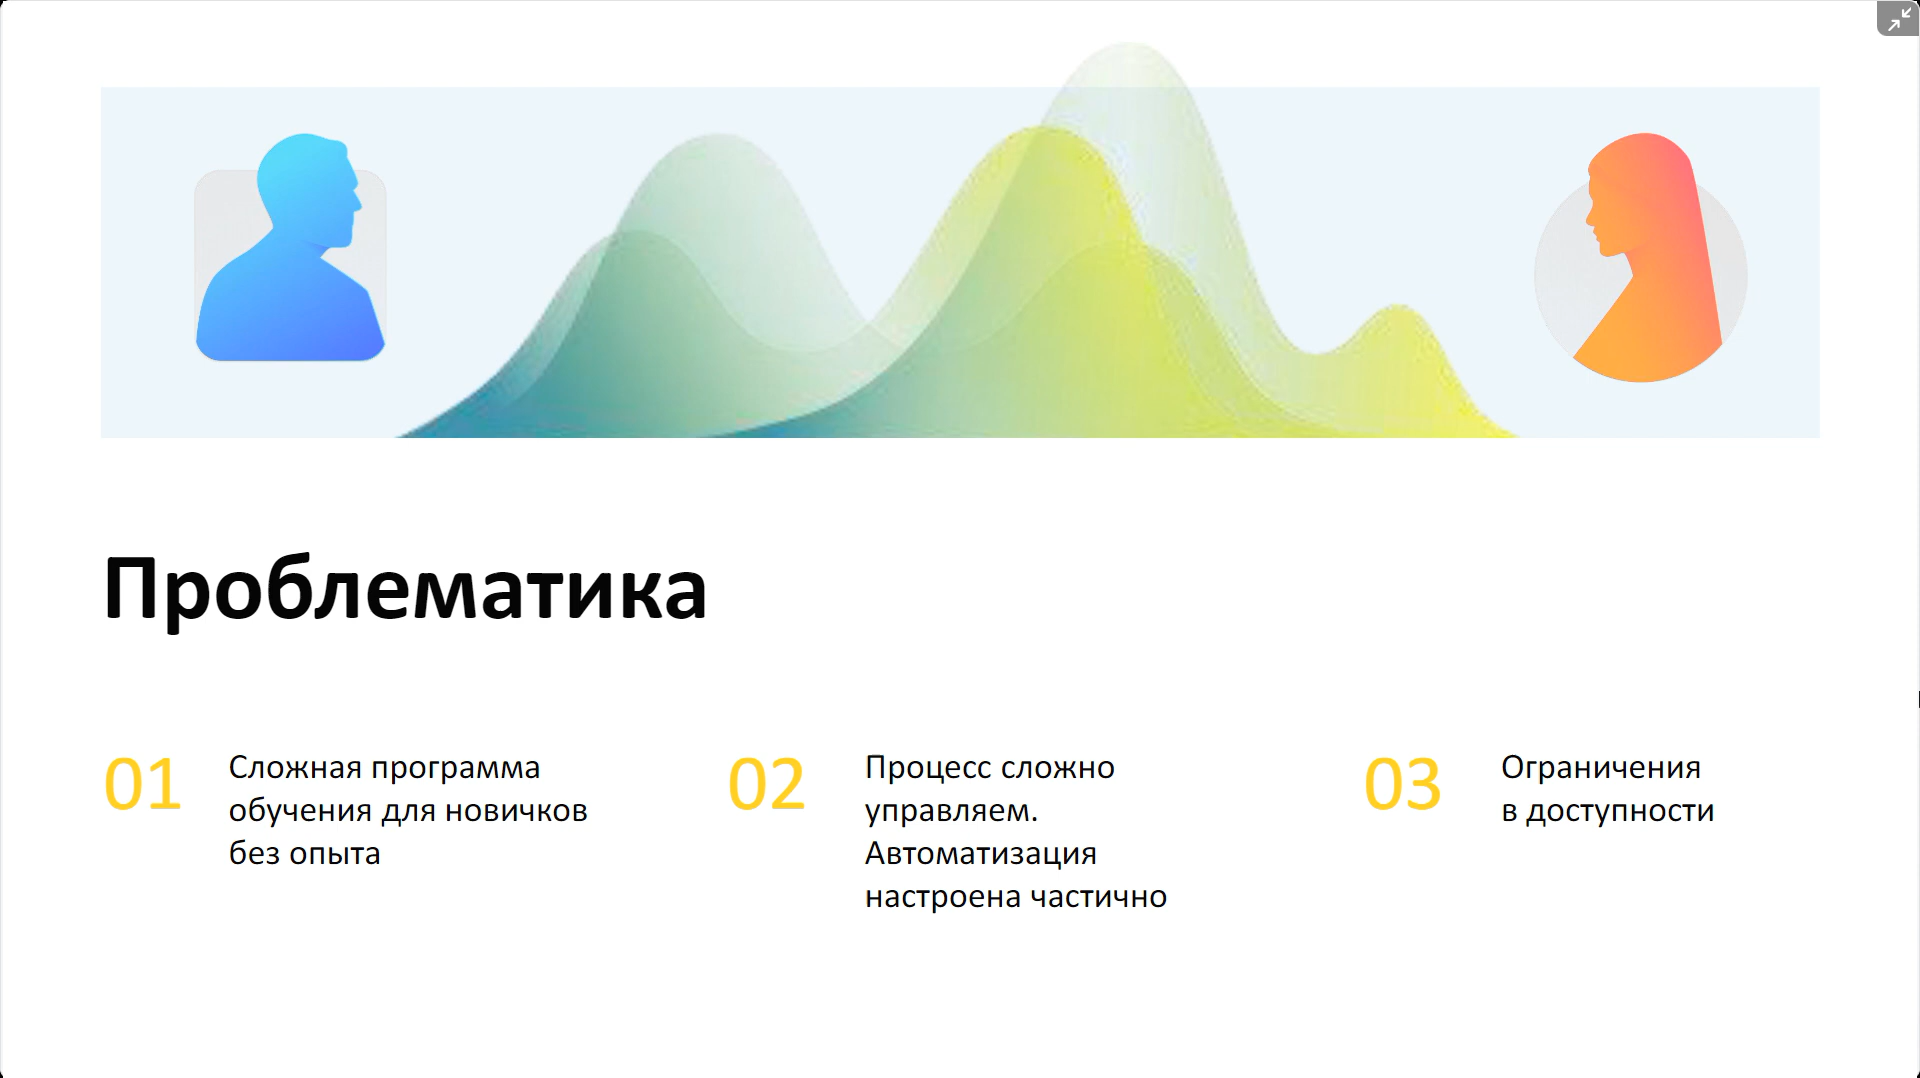 Проблематика
01
Сложная программа
обучения для новичков
без опыта
02
Процесс сложно
управляем.
Автоматизация
настроена частично
03
Ограничения
в доступности